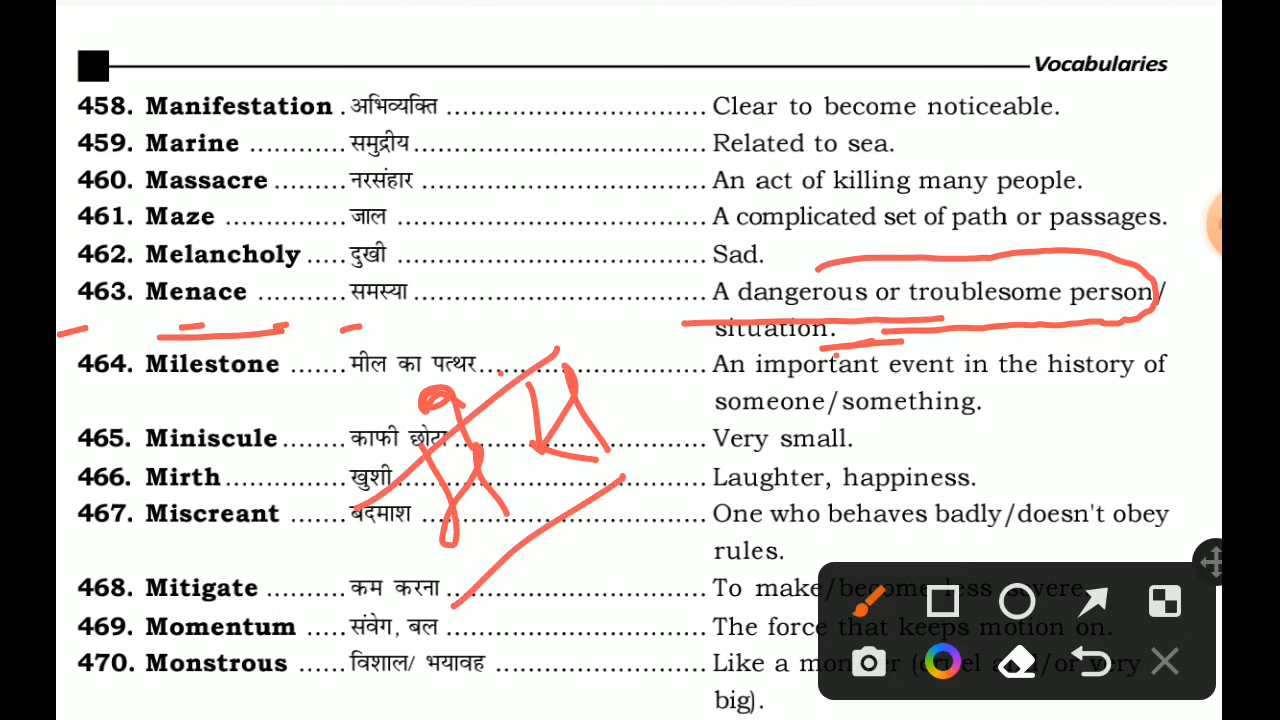 Vocabularies
458. Manifestation . अभिव्यक्ति ........................... Clear to become noticeable.
459. Marine ........... समुद्रीय .............................. Related to sea.
460. Massacre ......... नरसंहार ............................. An act of killing many people.
461. Maze .............. जाल ................................. A complicated set of path or passages.
462. Melancholy ..... दुखी ................................ Sad.
463. Menace ........... समस्या .............................. A dangerous or troublesome person/
situation.
464. Milestone ....... मील का पत्थर....................... An important event in the history of
someone/something.
465. Miniscule ........ काफी छोटा .......................... Very small.
466. Mirth............... खुशी................................. Laughter, happiness.
467. Miscreant ....... बदमाश ............................. One who behaves badly/doesn't obey
rules.
468. Mitigate .......... कम करना ........................... To make/become less severe.
469. Momentum ..... संवेग, बल ........................... The force that keeps motion on.
470. Monstrous ...... विशाल/ भयावह ...................... Like a monster (cruel and/or very
big).